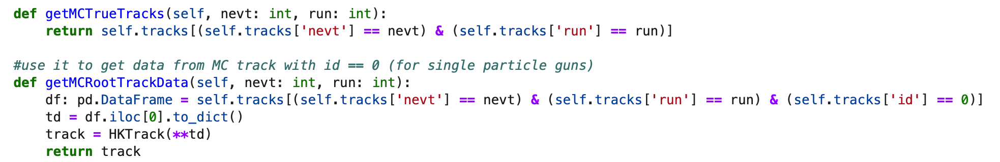 def getMCTrueTracks(self, nevt: int, run: int):
    return self.tracks[(self.tracks['nevt'] == nevt) & (self.tracks['run'] == run)]

#use it to get data from MC track with id == 0 (for single particle guns)
def getMCRootTrackData(self, nevt: int, run: int):
    df: pd.DataFrame = self.tracks[(self.tracks['nevt'] == nevt) & (self.tracks['run'] == run) & (self.tracks['id'] == 0)]
    td = df.iloc[0].to_dict()
    track = HKTrack(**td)
    return track